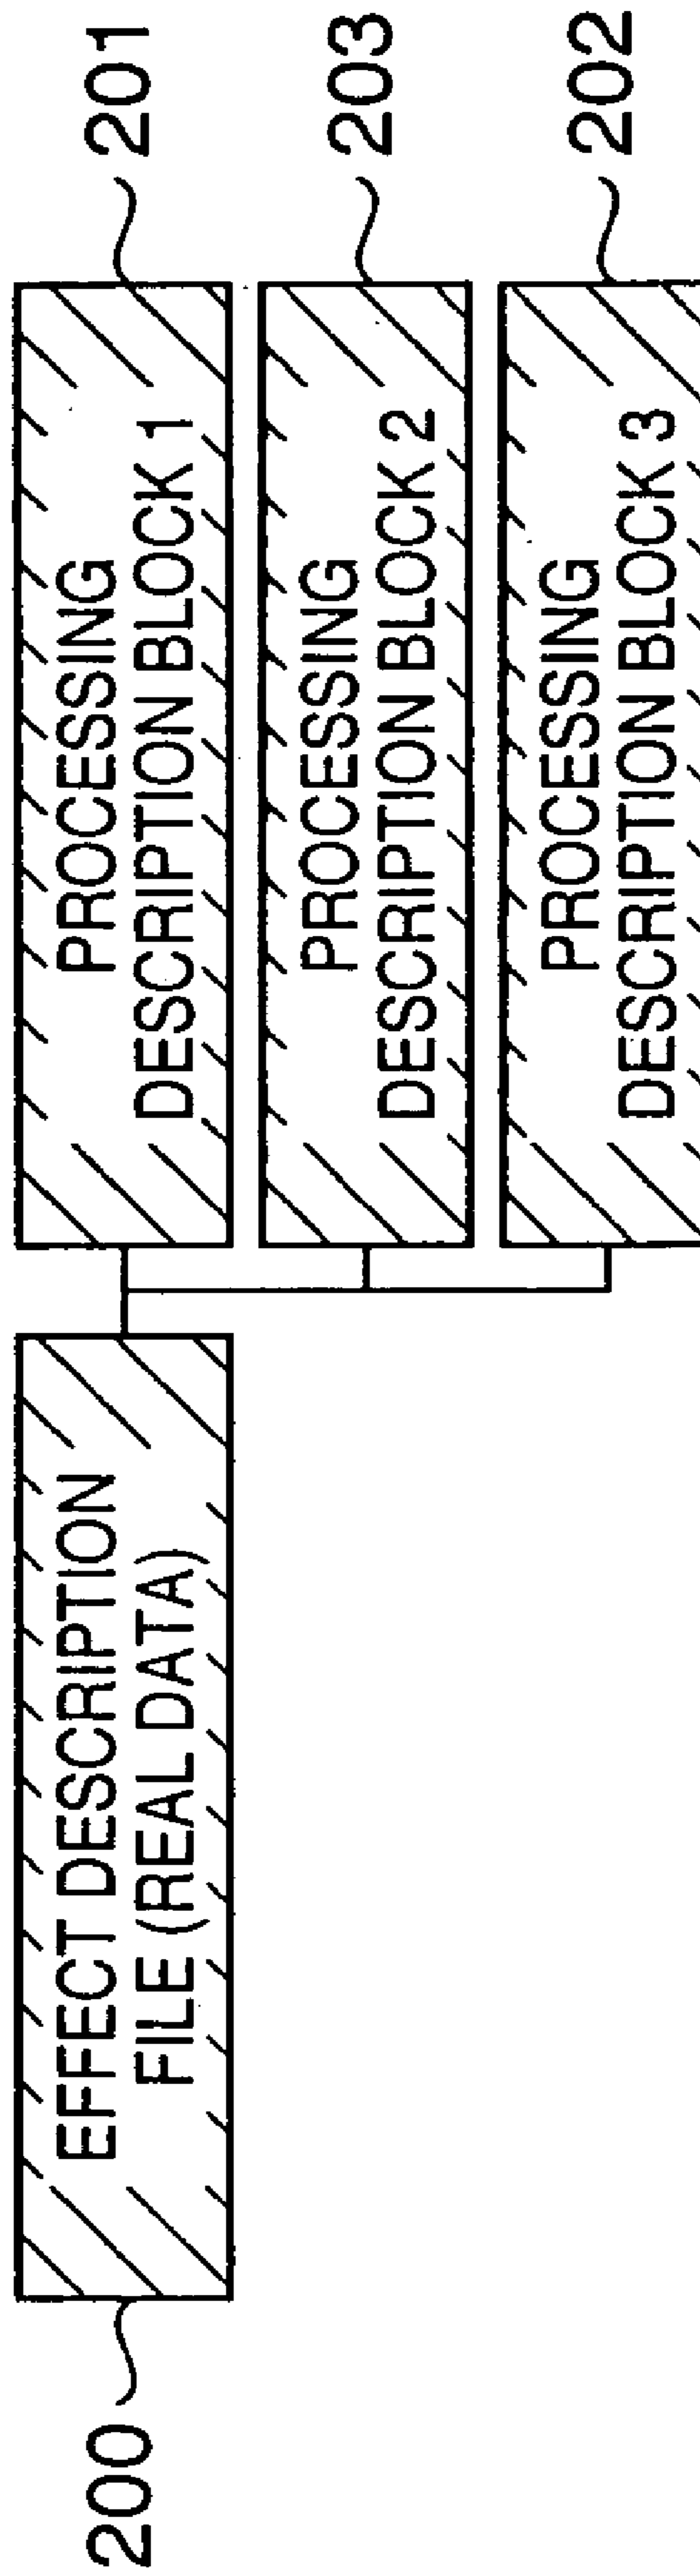 200
EFFECT DESCRIPTION
FILE (REAL DATA)
PROCESSING
DESCRIPTION BLOCK 1
201
PROCESSING
DESCRIPTION BLOCK 2
203
PROCESSING
DESCRIPTION BLOCK 3
202